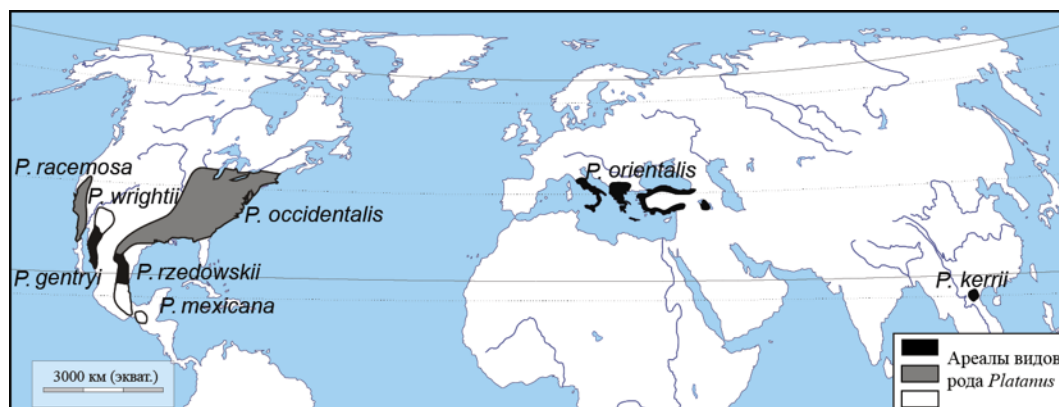 P. racemosa
P. wrightii
P. orientalis
P. occidentalis
P. gentryi
P. rzedowskii
P. kerrii
P. mexicana
3000 км (экват.)
Ареалы видов
рода Platanus